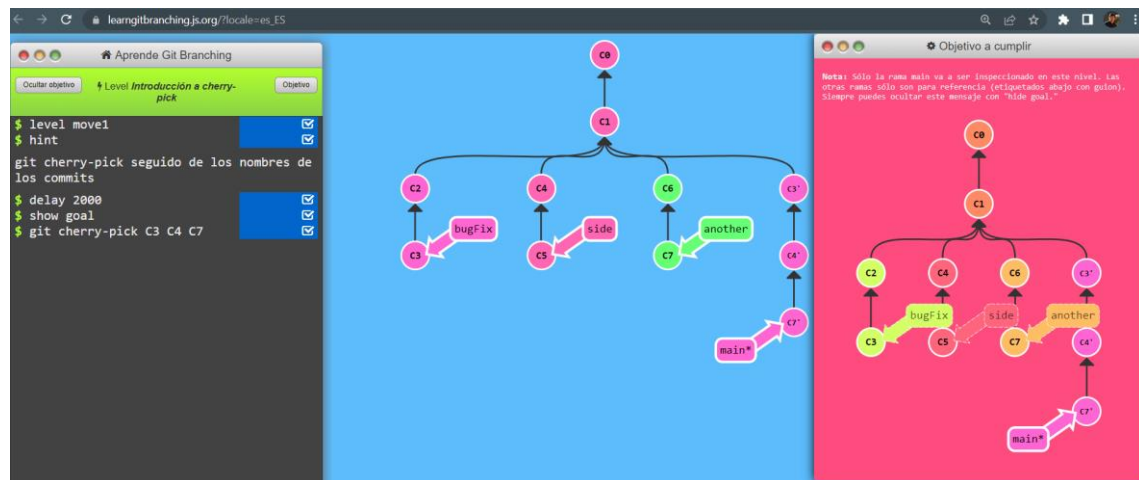 learngitbranching.js.org/?locale=es_ES
Aprende Git Branching
Ocultar objetivo
Level Introducción a cherry-
pick
Objetivo
$ level move1
$ hint
git cherry-pick seguido de los nombres de
los commits
$ delay 2000
$ show goal
$ git cherry-pick C3 C4 C7
C0
C1
C2 C4 C6 C3'
bugFix side another
C3 C5 C7 C4'
C7'
main*
Objetivo a cumplir
Nota: Sólo la rama main va a ser inspeccionado en este nivel. Las
otras ramas sólo son para referencia (etiquetados abajo con guion).
Siempre puedes ocultar este mensaje con "hide goal."
C0
C1
C2 C4 C6 C3'
bugFix side another
C3 C5 C7 C4'
C7'
main*